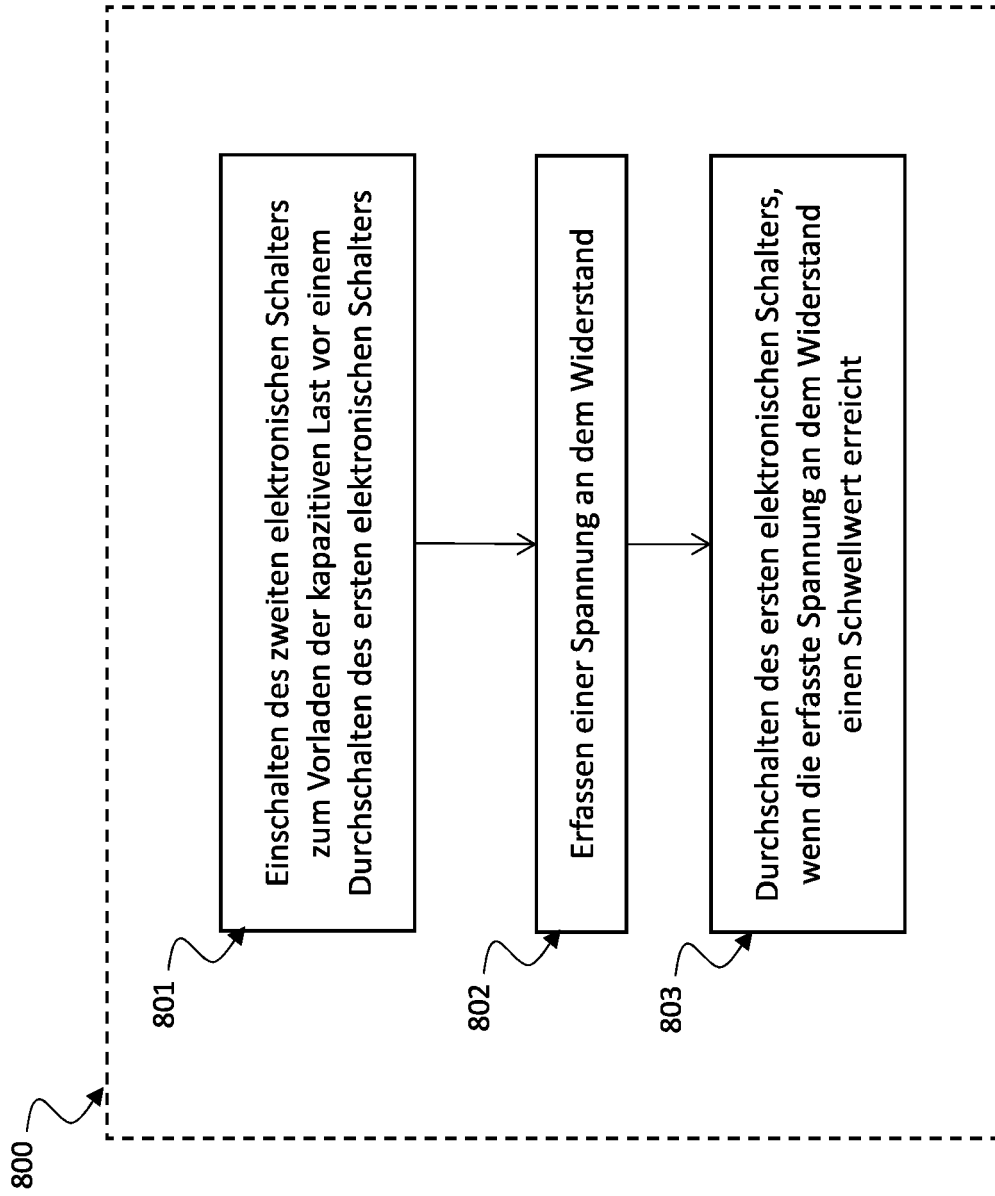 800
801
Einschalten des zweiten elektronischen Schalters
zum Vorladen der kapazitiven Last vor einem
Durchschalten des ersten elektronischen Schalters
802
Erfassen einer Spannung an dem Widerstand
803
Durchschalten des ersten elektronischen Schalters,
wenn die erfasste Spannung an dem Widerstand
einen Schwellwert erreicht